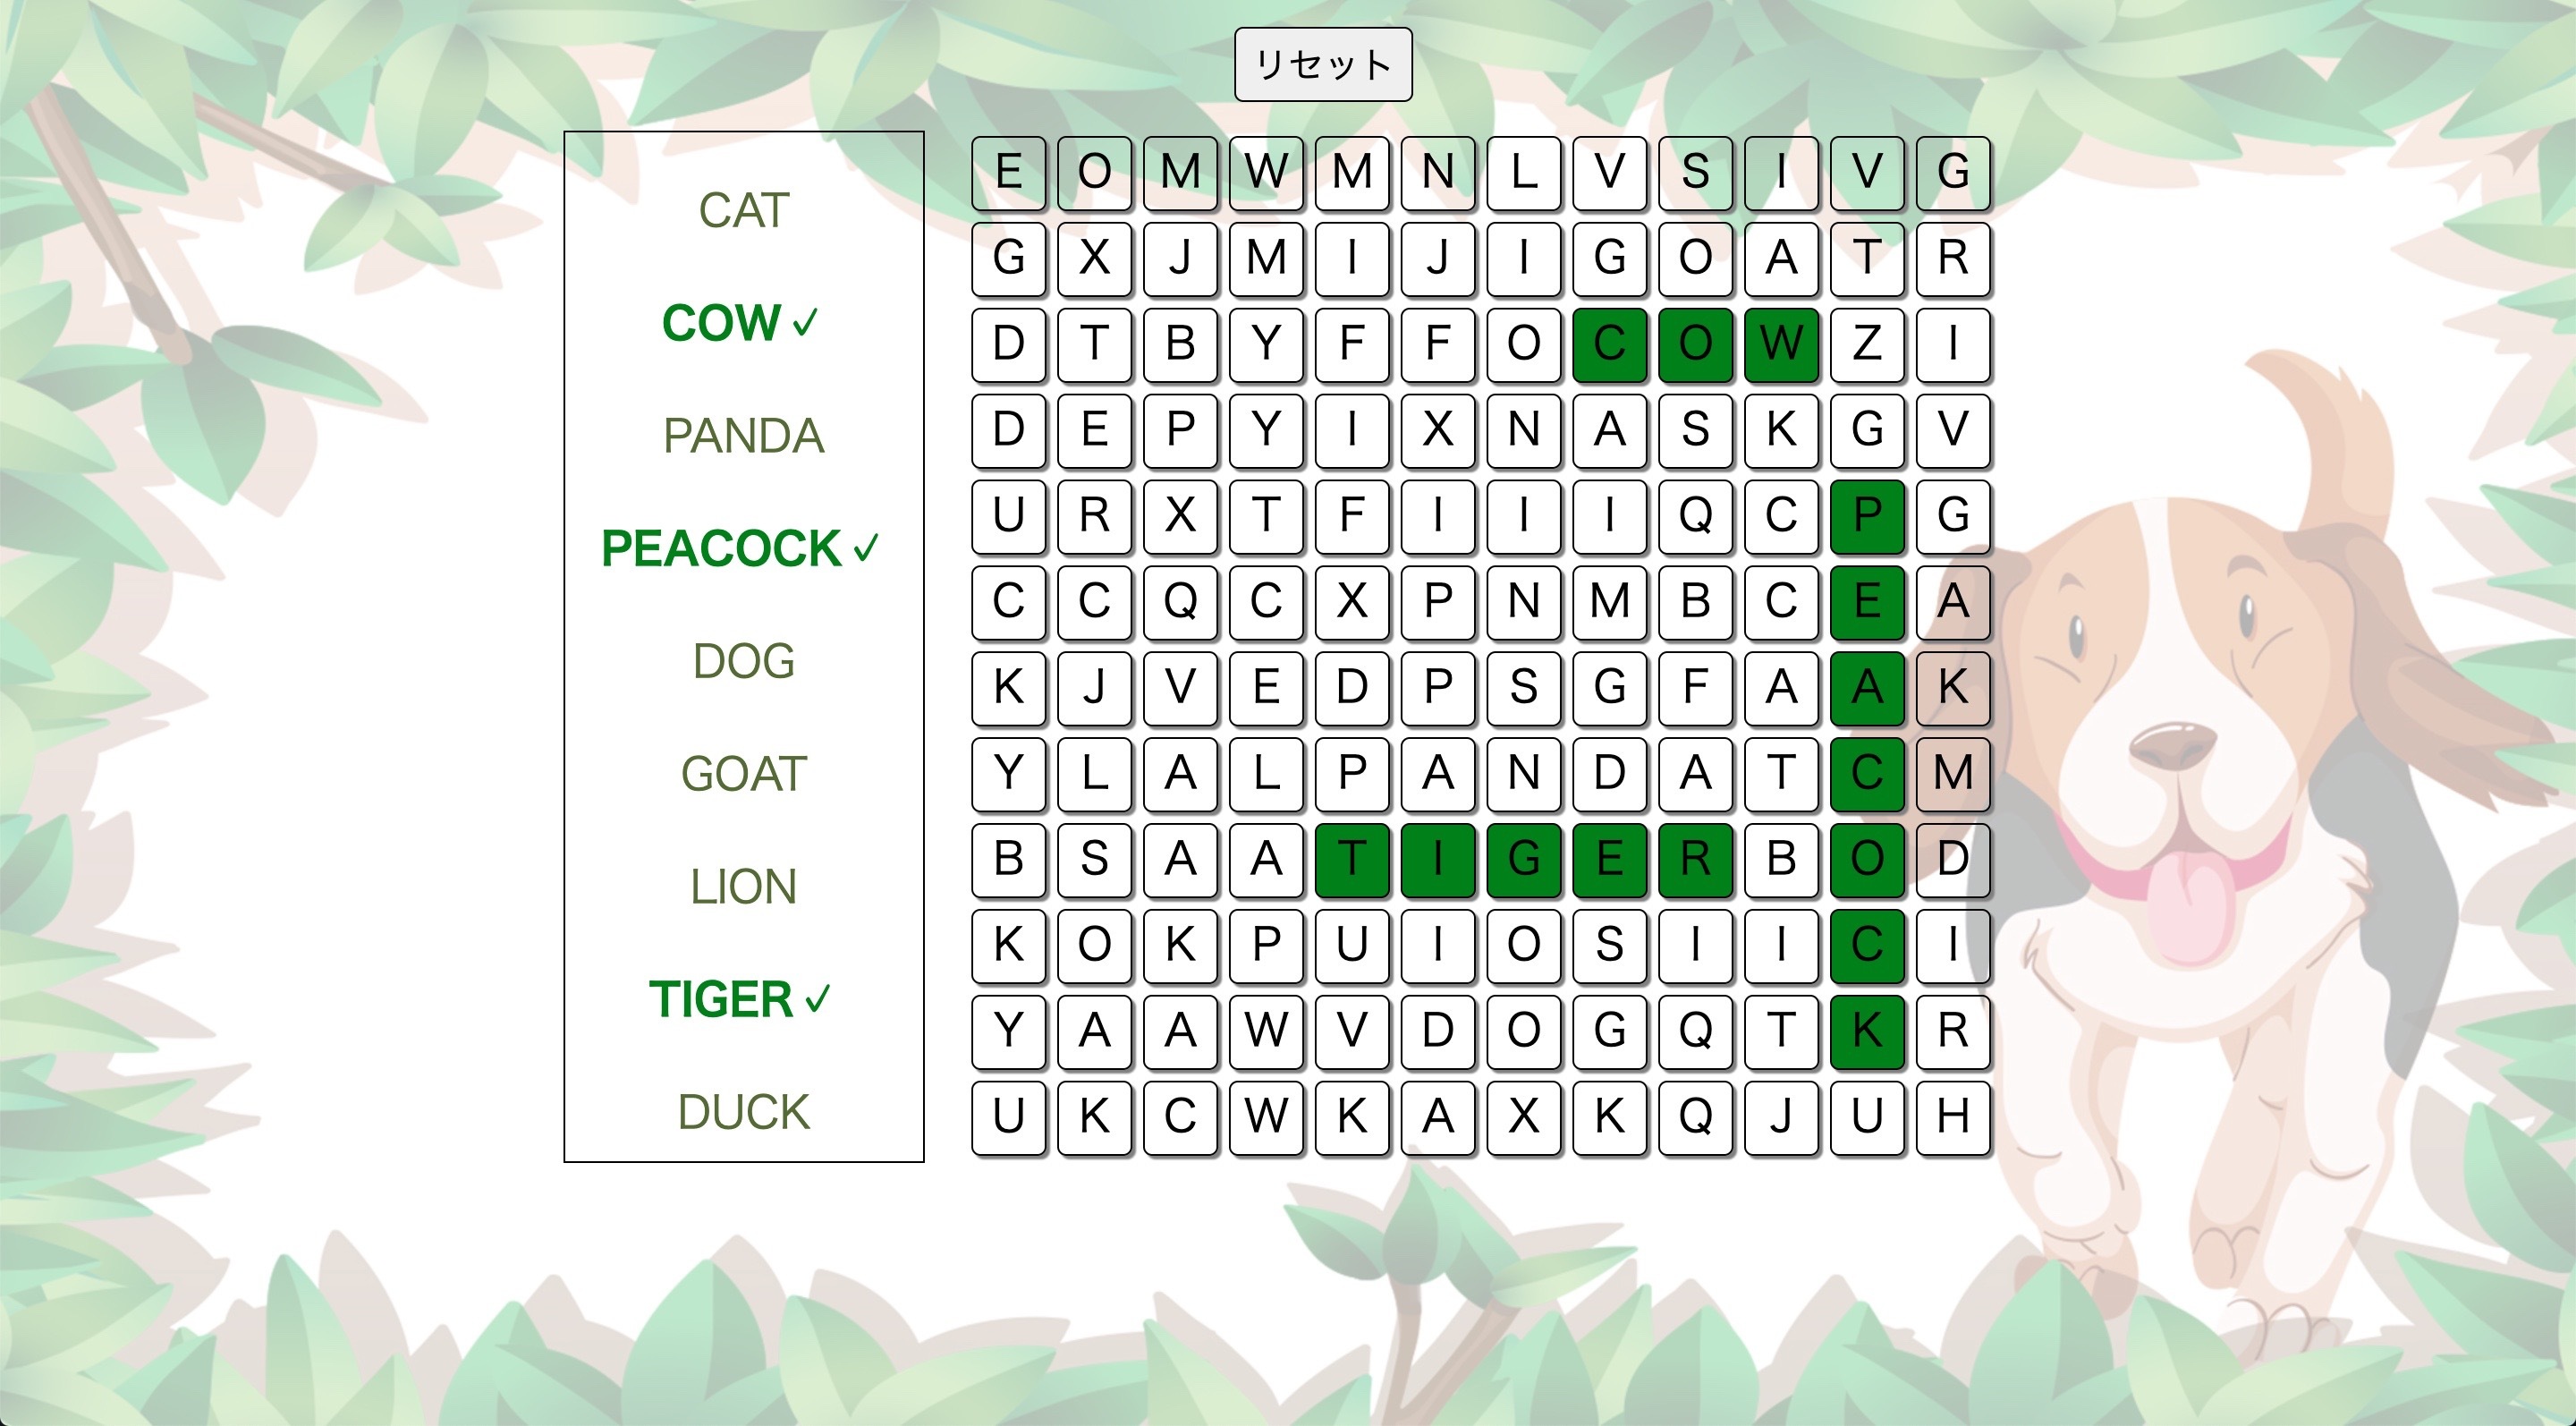 リセット
CAT
COW ✓
PANDA
PEACOCK ✓
DOG
GOAT
LION
TIGER ✓
DUCK
E O M W M N L V S I V G
G X J M I J I G O A T R
D T B Y F F O C O W Z I
D E P Y I X N A S K G V
U R X T F I I I Q C P G
C C Q C X P N M B C E A
K J V E D P S G F A A K
Y L A L P A N D A T C M
B S A A T I G E R B O D
K O K P U I O S I I C I
Y A A W V D O G Q T K R
U K C W K A X K Q J U H